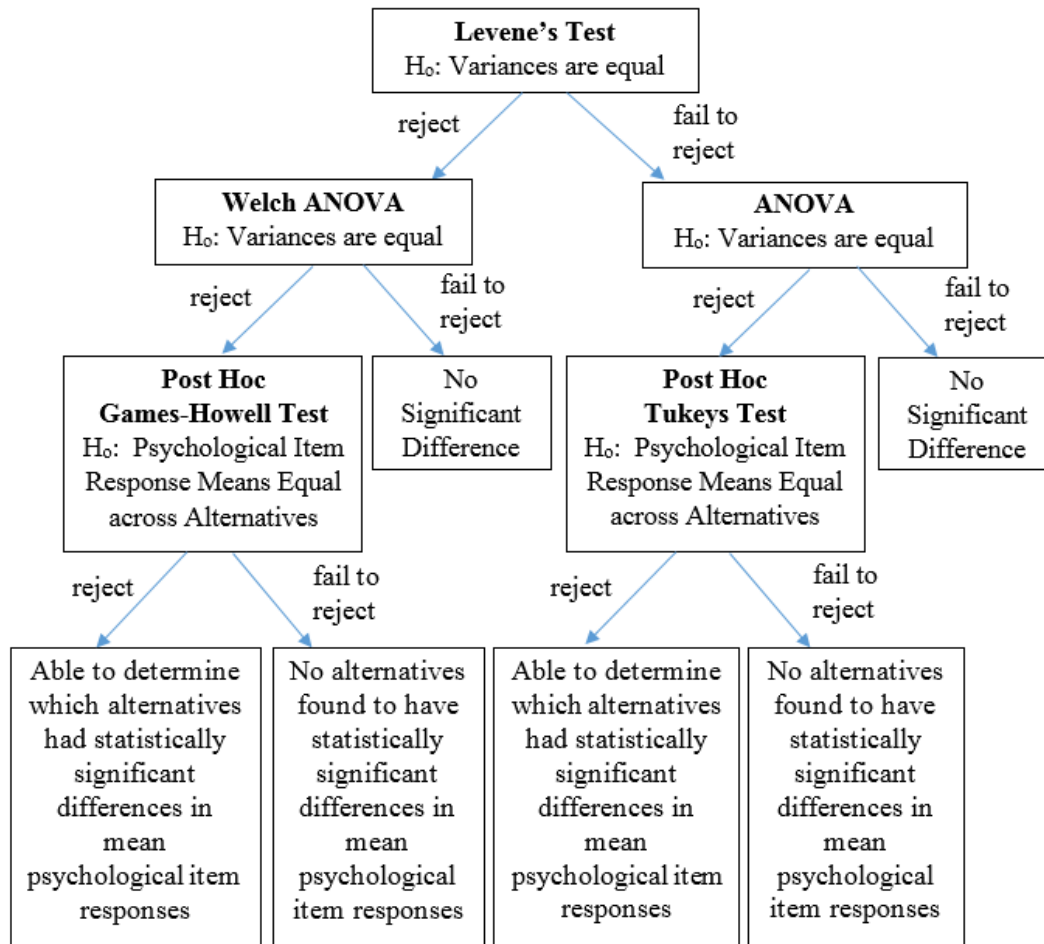 Levene's Test
Ho: Variances are equal
reject
fail to
reject
Welch ANOVA
Ho: Variances are equal
ANOVA
Ho: Variances are equal
reject
fail to
reject
reject
fail to
reject
Post Hoc
Games-Howell Test
Ho: Psychological Item
Response Means Equal
across Alternatives
No
Significant
Difference
Post Hoc
Tukeys Test
Ho: Psychological Item
Response Means Equal
across Alternatives
No
Significant
Difference
reject
fail to
reject
reject
fail to
reject
Able to determine
which alternatives
had statistically
significant
differences in
mean
psychological item
responses
No alternatives
found to have
statistically
significant
differences in
mean
psychological
item responses
Able to determine
which alternatives
had statistically
significant
differences in
mean
psychological item
responses
No alternatives
found to have
statistically
significant
differences in
mean
psychological
item responses